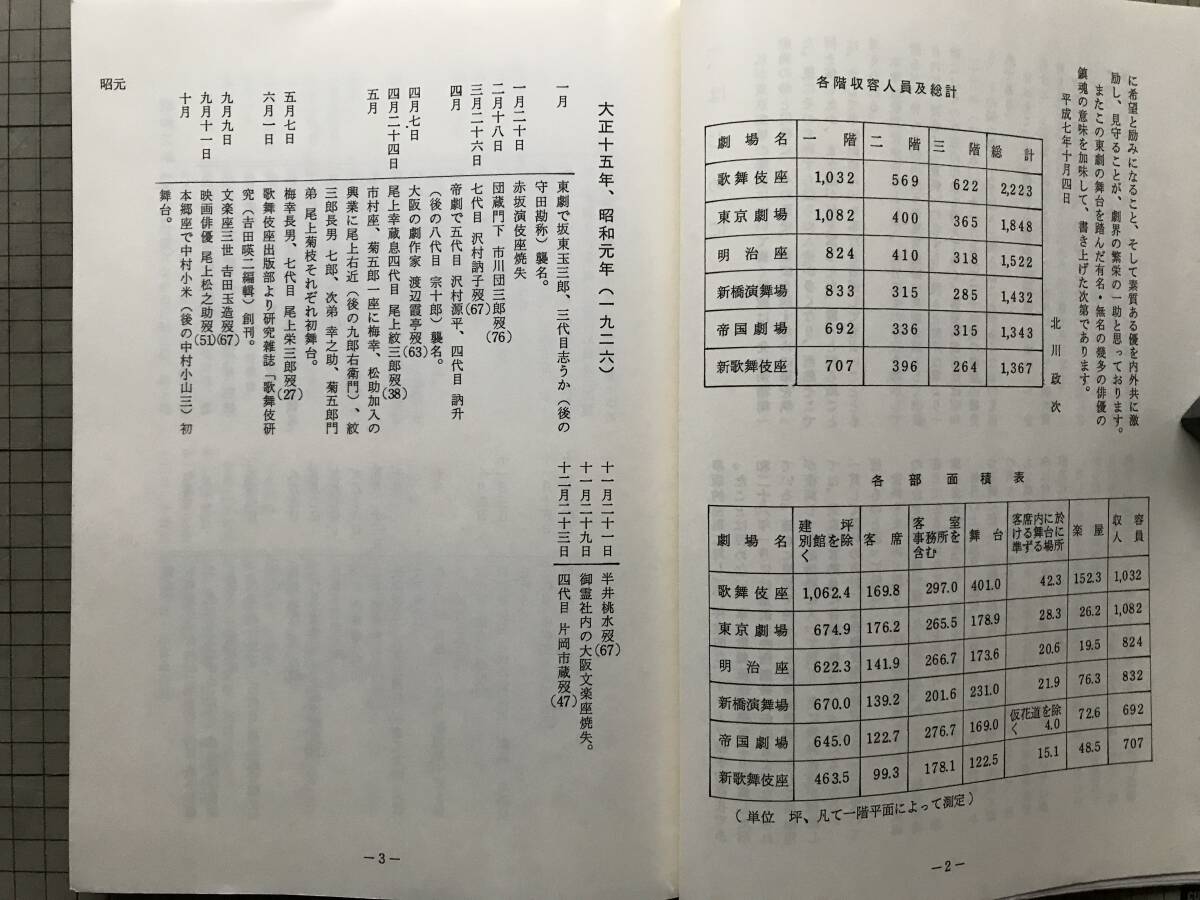 に希望と励みになること、そして素質ある優を内外共に激
励し、見守ることが、劇界の繁栄の一助と思っております。
またこの東劇の舞台を踏んだ有名・無名の幾多の俳優の
鎮魂の意味を加味して、書き上げた次第であります。
平成七年十月四日
北川政次
各階収容人員及総計
劇場名 一階 二階 三階 総計
歌舞伎座 1,032 569 622 2,223
東京劇場 1,082 400 365 1,848
明治座 824 410 318 1,522
新橋演舞場 833 315 285 1,432
帝国劇場 692 336 315 1,343
新歌舞伎座 707 396 264 1,367
各部面積表
劇場名 建坪別館を除く 客席 客室事務所を含む 舞台 客席内に於ける舞台に準ずる場所 楽屋 収容人員
歌舞伎座 1,062.4 169.8 297.0 401.0 42.3 152.3 1,032
東京劇場 674.9 176.2 265.5 178.9 28.3 26.2 1,082
明治座 622.3 141.9 266.7 173.6 20.6 19.5 824
新橋演舞場 670.0 139.2 201.6 231.0 21.9 76.3 832
帝国劇場 645.0 122.7 276.7 169.0 仮花道を除く 4.0 72.6 692
新歌舞伎座 463.5 99.3 178.1 122.5 15.1 48.5 707
(単位 坪、凡て一階平面によって測定)
—2—
大正十五年、昭和元年(一九二六)
一月 東劇で坂東玉三郎、三代目志うか(後の
守田勘称)襲名。
一月二十日 赤坂演伎座焼失
二月十八日 団蔵門下 市川団三郎歿(76)
三月二十六日 七代目 沢村訥子歿(67)
四月 帝劇で五代目 沢村源平、四代目 訥升
(後の八代目 宗十郎)襲名。
四月七日 大阪の劇作家 渡辺霞亭歿(63)
四月二十四日 尾上幸蔵息四代目 尾上紋三郎歿(38)
五月 市村座、菊五郎一座に梅幸、松助加入の
興業に尾上右近(後の九郎右衛門)、紋
三郎長男 七郎、次弟 幸之助、菊五郎門
弟 尾上菊枝それぞれ初舞台。
五月七日 梅幸長男、七代目 尾上栄三郎歿(27)
六月一日 歌舞伎座出版部より研究雑誌「歌舞伎研
究(吉田暎二編輯)創刊。
九月九日 文楽座三世 吉田玉造歿(67)
九月十一日 映画俳優 尾上松之助歿(51)
十月 本郷座で中村小米(後の中村小山三)初
舞台。
十一月二十一日 半井桃水歿(67)
十一月二十九日 御霊社内の大阪文楽座焼失。
十二月二十三日 四代目 片岡市蔵歿(47)
昭元
—3—